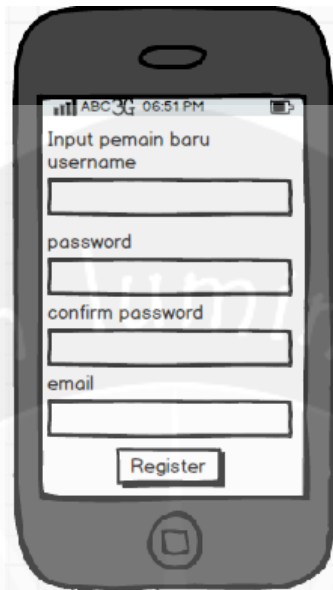 ABC 3G 06:51 PM
Input pemain baru
username
password
confirm password
email
Register